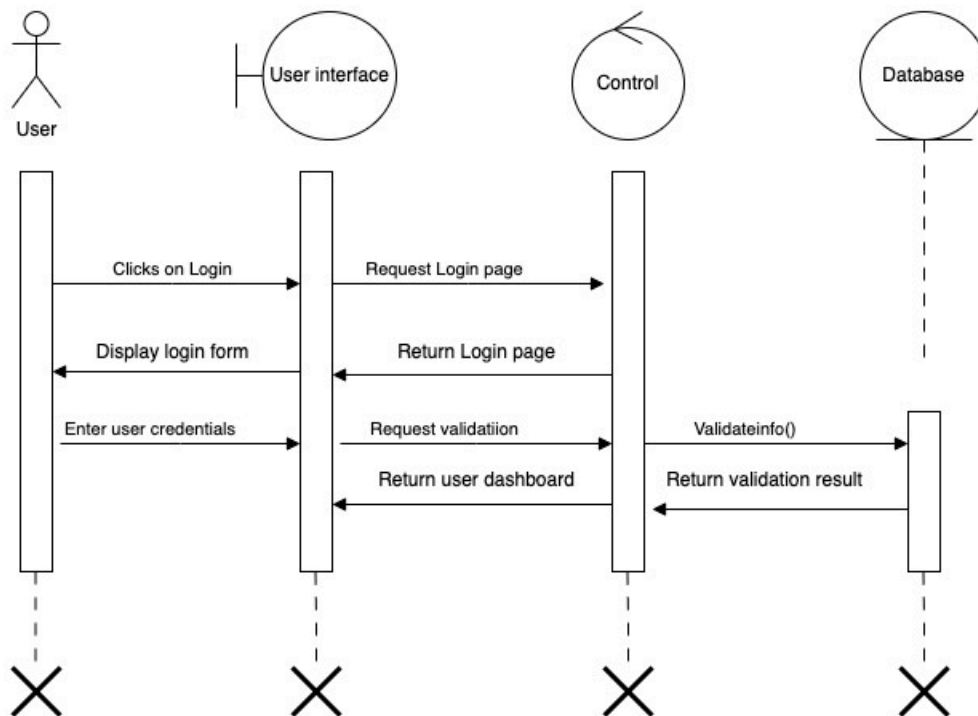 User interface
Control
Database
User
Clicks on Login
Request Login page
Display login form
Return Login page
Enter user credentials
Request validatiion
Validateinfo()
Return user dashboard
Return validation result